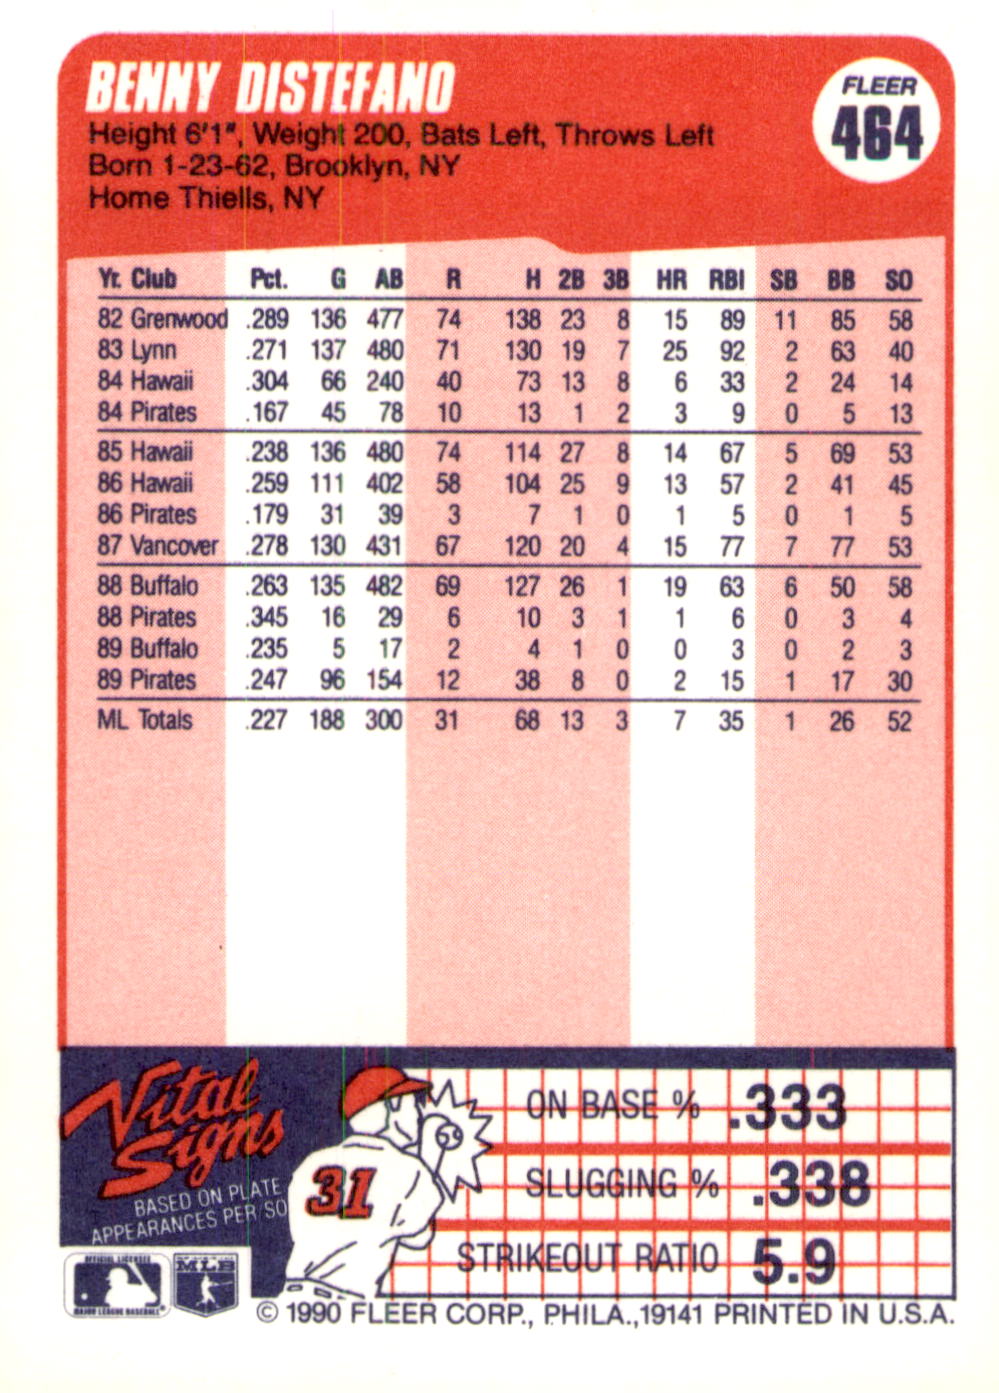 BENNY DISTEFANO
Height 6'1", Weight 200, Bats Left, Throws Left
Born 1-23-62, Brooklyn, NY
Home Thiells, NY
FLEER
464
Yr. Club Pct. G AB R H 2B 3B HR RBI SB BB SO
82 Grenwood .289 136 477 74 138 23 8 15 89 11 85 58
83 Lynn .271 137 480 71 130 19 7 25 92 2 63 40
84 Hawaii .304 66 240 40 73 13 8 6 33 2 24 14
84 Pirates .167 45 78 10 13 1 2 3 9 0 5 13
85 Hawaii .238 136 480 74 114 27 8 14 67 5 69 53
86 Hawaii .259 111 402 58 104 25 9 13 57 2 41 45
86 Pirates .179 31 39 3 7 1 0 1 5 0 1 5
87 Vancover .278 130 431 67 120 20 4 15 77 7 77 53
88 Buffalo .263 135 482 69 127 26 1 19 63 6 50 58
88 Pirates .345 16 29 6 10 3 1 1 6 0 3 4
89 Buffalo .235 5 17 2 4 1 0 0 3 0 2 3
89 Pirates .247 96 154 12 38 8 0 2 15 1 17 30
ML Totals .227 188 300 31 68 13 3 7 35 1 26 52
Vital
Signs
BASED ON PLATE
APPEARANCES PER SO
31
ON BASE % .333
SLUGGING % .338
STRIKEOUT RATIO 5.9
OFFICIAL LICENSEE
MAJOR LEAGUE BASEBALL
MLB
© 1990 FLEER CORP., PHILA.,19141 PRINTED IN U.S.A.